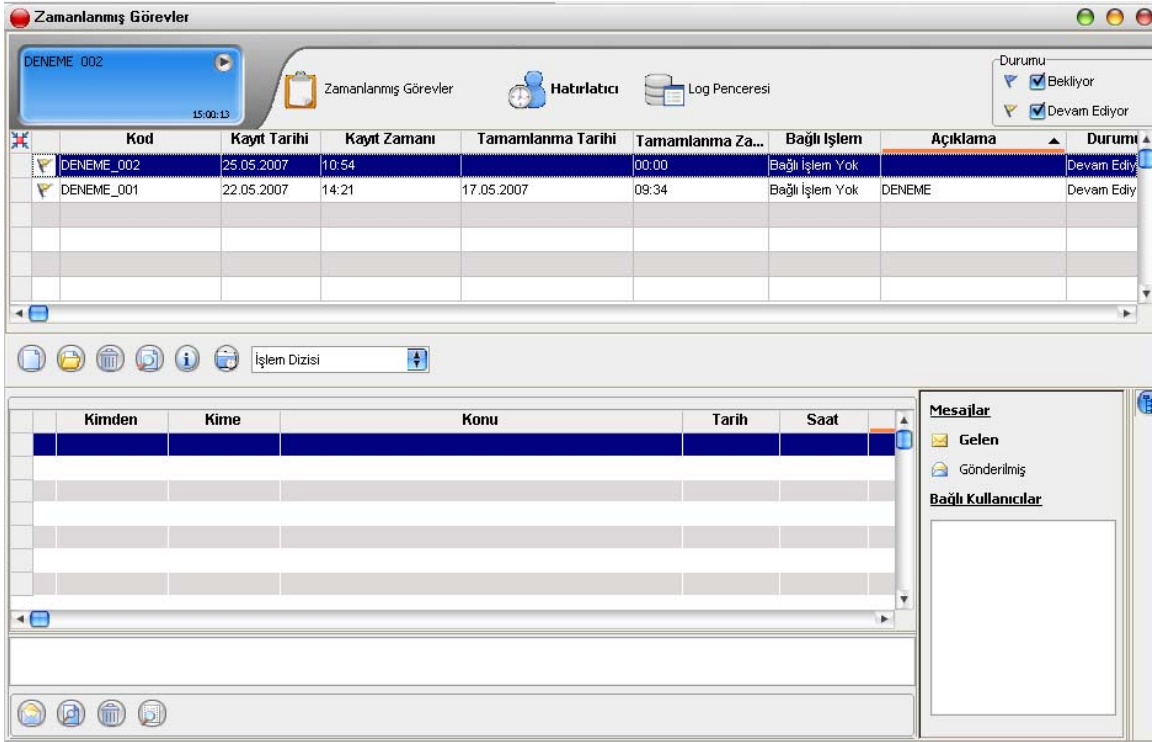 Zamanlanmış Görevler
DENEME 002
15:00:13
Zamanlanmış Görevler
Hatırlatıcı
Log Penceresi
Durumu
Bekliyor
Devam Ediyor
Kod Kayıt Tarihi Kayıt Zamanı Tamamlanma Tarihi Tamamlanma Za... Bağlı İşlem Açıklama Durumu
DENEME_002 25.05.2007 10:54 00:00 Bağlı İşlem Yok Devam Ediy
DENEME_001 22.05.2007 14:21 17.05.2007 09:34 Bağlı İşlem Yok DENEME Devam Ediy
İşlem Dizisi
Kimden Kime Konu Tarih Saat
Mesajlar
Gelen
Gönderilmiş
Bağlı Kullanıcılar